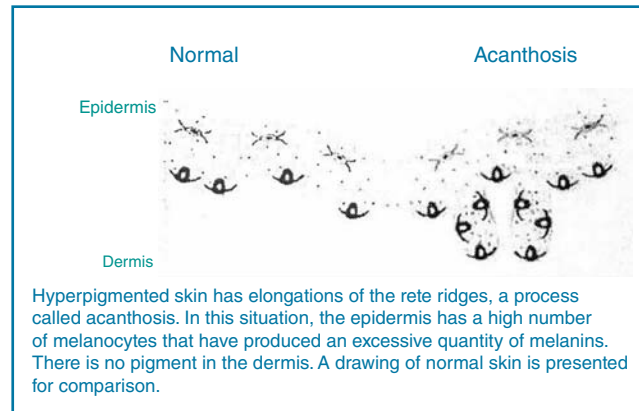 Normal Acanthosis
Epidermis
Dermis
Hyperpigmented skin has elongations of the rete ridges, a process
called acanthosis. In this situation, the epidermis has a high number
of melanocytes that have produced an excessive quantity of melanins.
There is no pigment in the dermis. A drawing of normal skin is presented
for comparison.